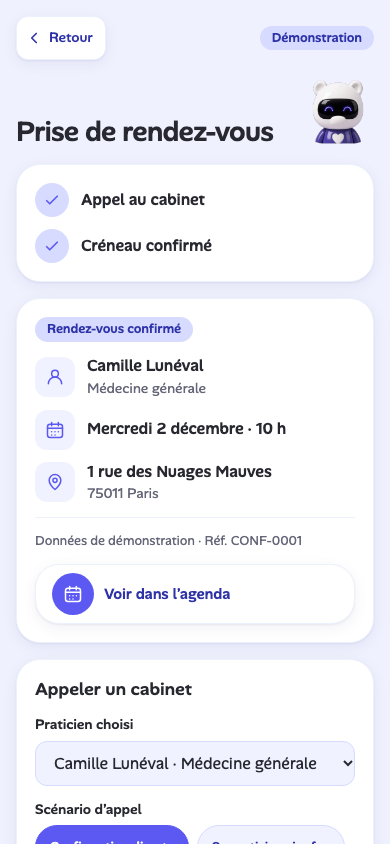 Retour
Démonstration
Prise de rendez-vous
Appel au cabinet
Créneau confirmé
Rendez-vous confirmé
Camille Lunéval
Médecine générale
Mercredi 2 décembre · 10 h
1 rue des Nuages Mauves
75011 Paris
Données de démonstration · Réf. CONF-0001
Voir dans l'agenda
Appeler un cabinet
Praticien choisi
Camille Lunéval · Médecine générale
Scénario d'appel